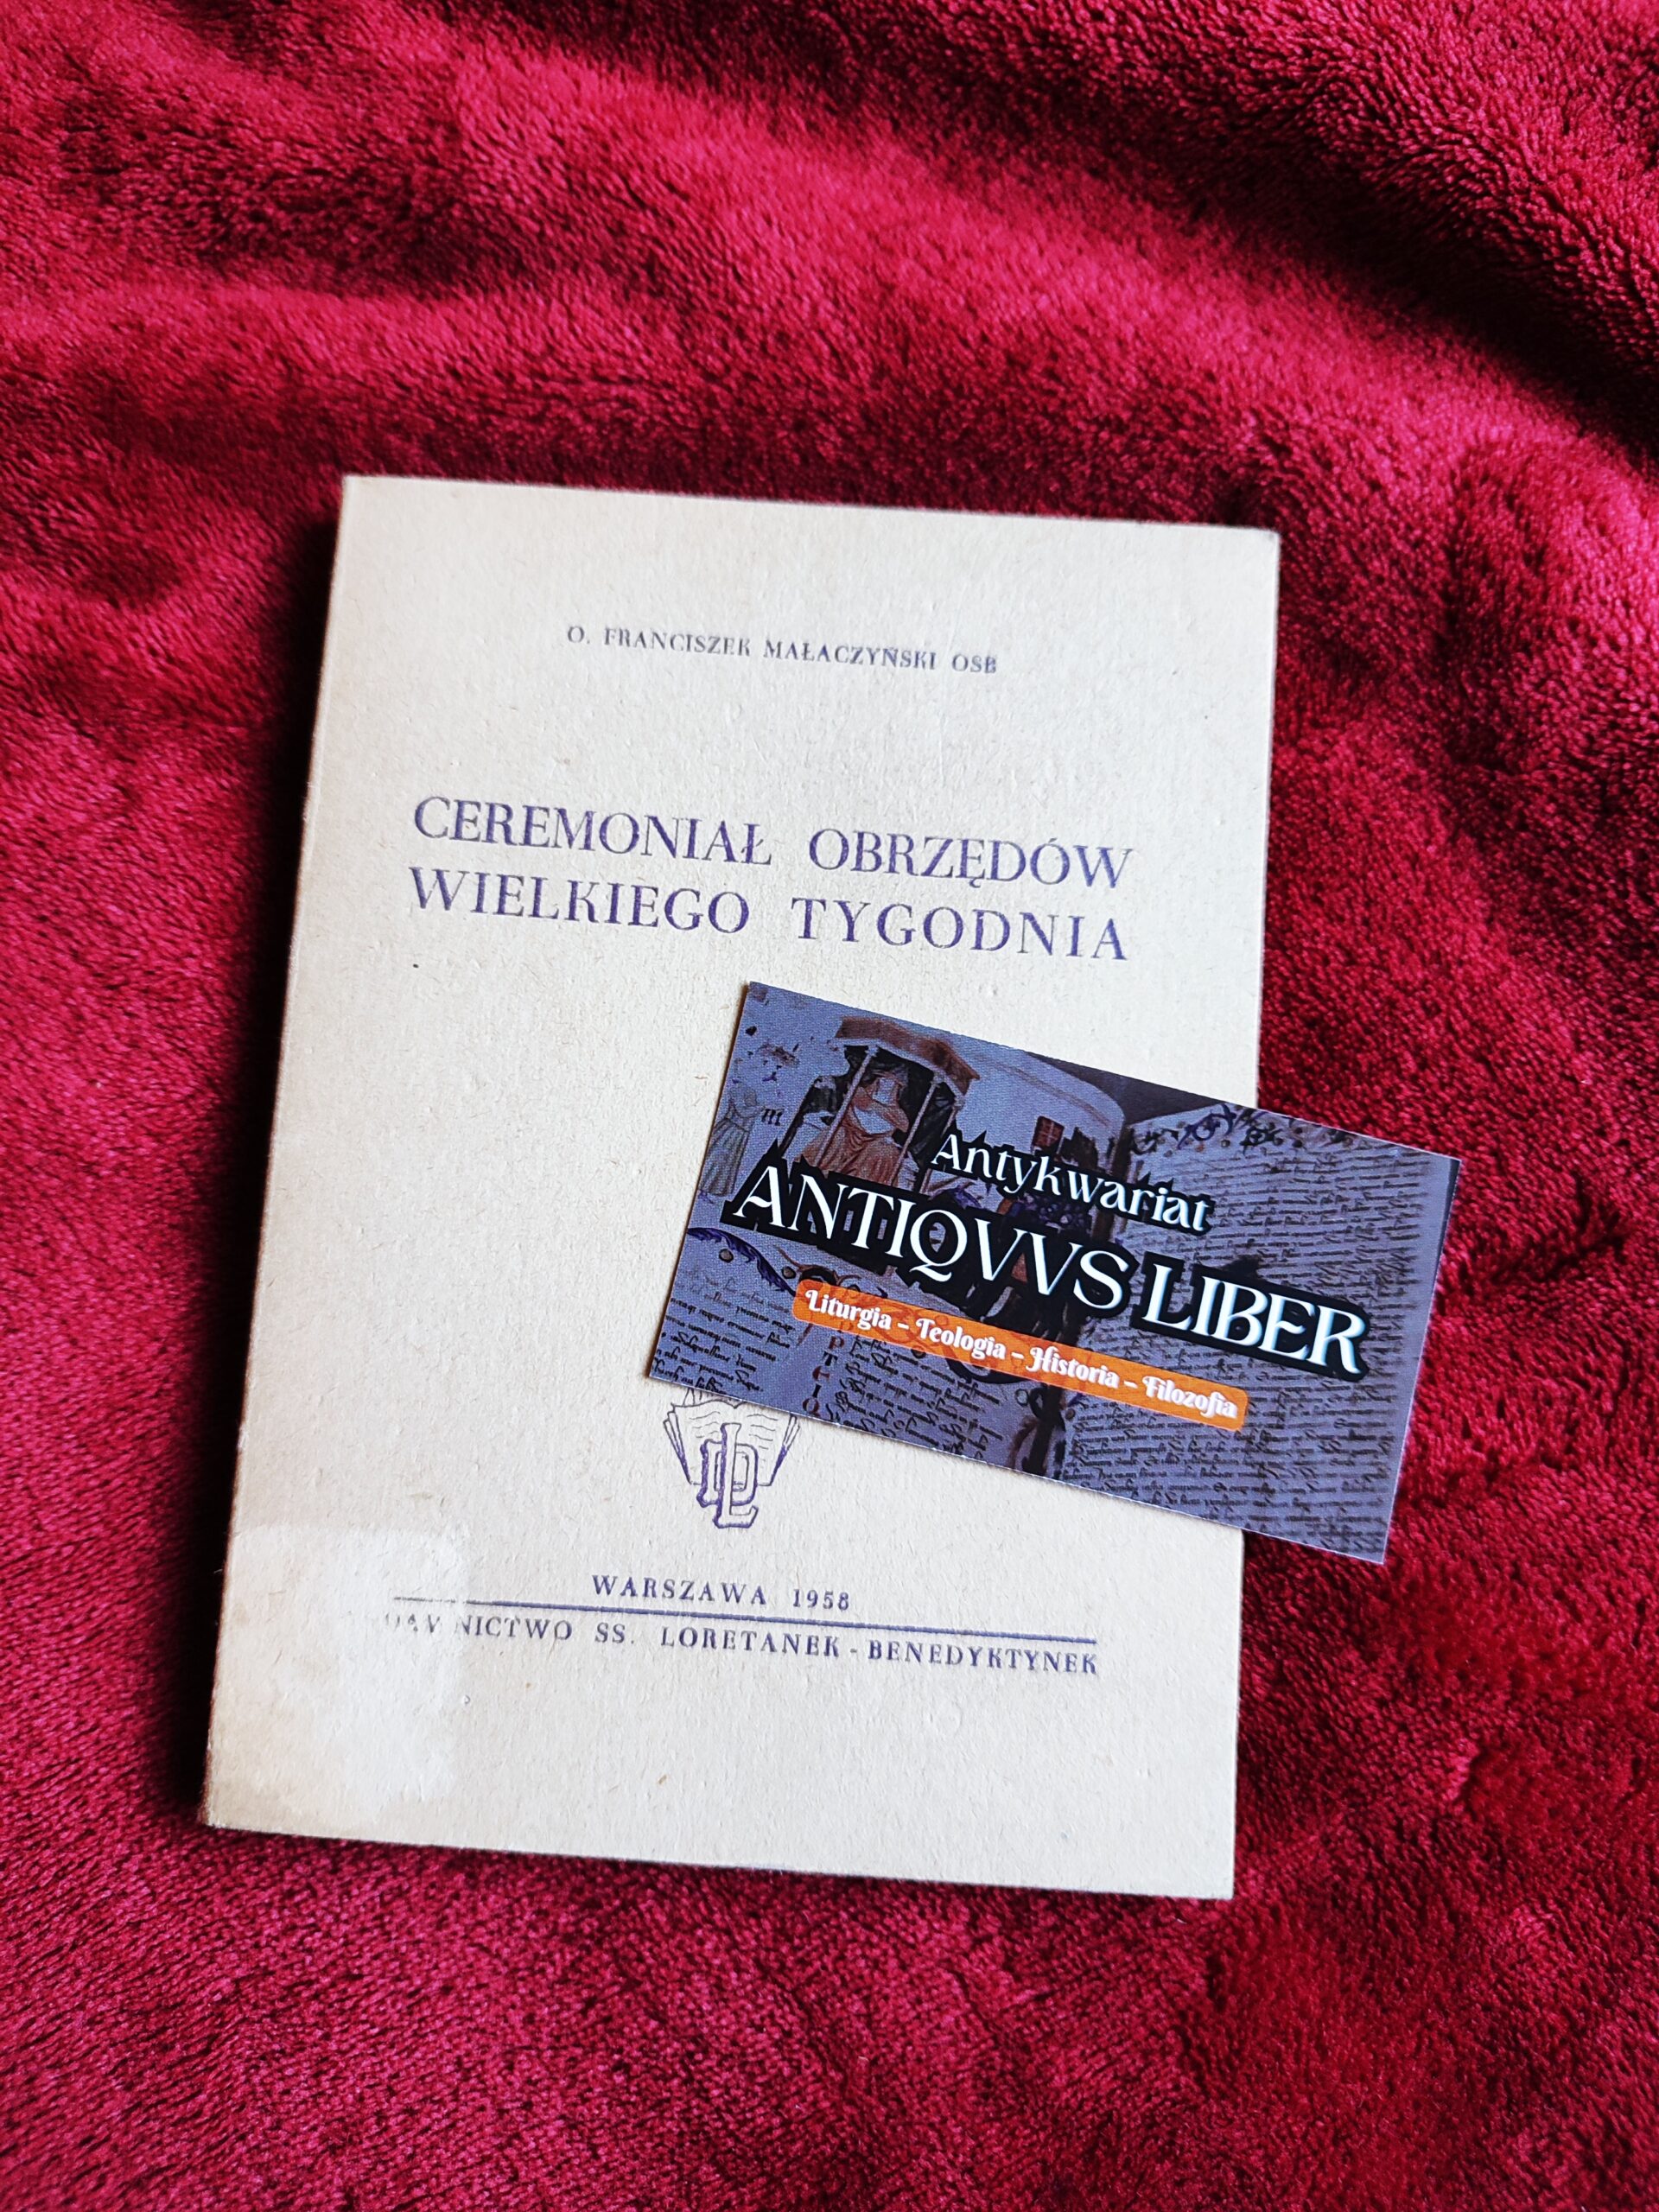 O. FRANCISZEK MAŁACZYŃSKI OSB
CEREMONIAŁ OBRZĘDÓW
WIELKIEGO TYGODNIA
Antykwariat
ANTIQVVS LIBER
Liturgia - Teologia - Historia - Filozofia
WARSZAWA 1958
SS. LORETANEK-BENEDYKTYNEK